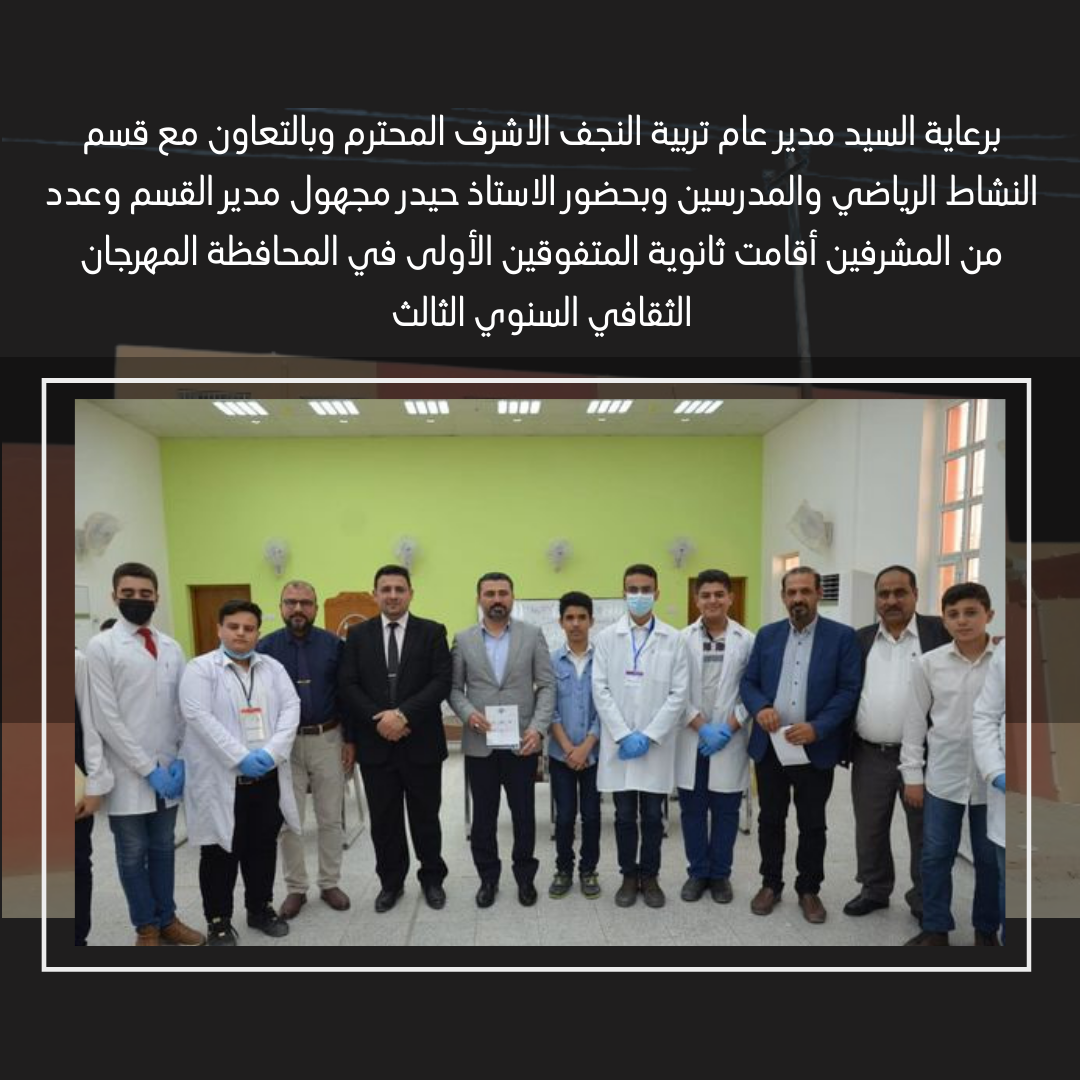 برعاية السيد مدير عام تربية النجف الاشرف المحترم وبالتعاون مع قسم
النشاط الرياضي والمدرسين وبحضور الاستاذ حيدر مجهول مدير القسم وعدد
من المشرفين أقامت ثانوية المتفوقين الأولى في المحافظة المهرجان
الثقافي السنوي الثالث